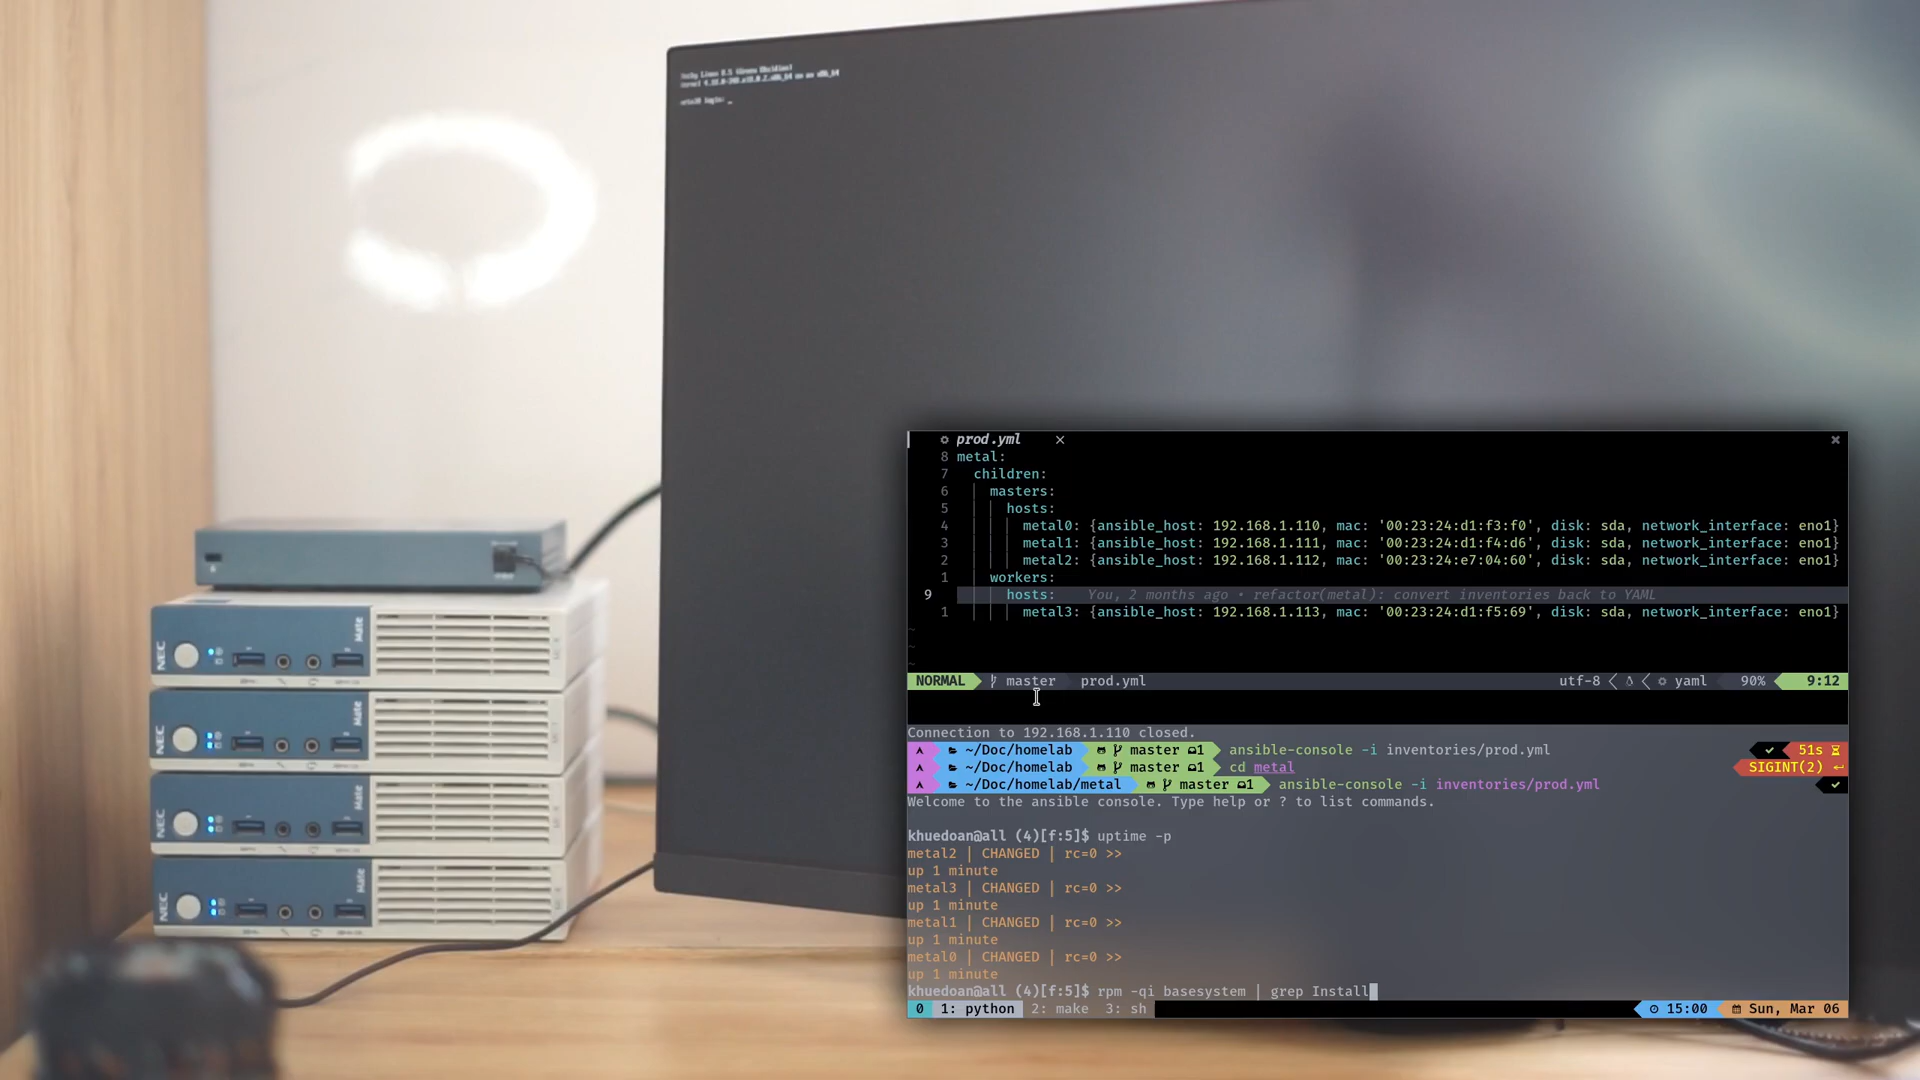 Rocky Linux 8.5 (Green Obsidian)
login: _
NEC
Mate
NEC
Mate
NEC
Mate
NEC
Mate
prod.yml ×
8 metal:
7 children:
6 masters:
5 hosts:
4 metal0: {ansible_host: 192.168.1.110, mac: '00:23:24:d1:f3:f0', disk: sda, network_interface: eno1}
3 metal1: {ansible_host: 192.168.1.111, mac: '00:23:24:d1:f4:d6', disk: sda, network_interface: eno1}
2 metal2: {ansible_host: 192.168.1.112, mac: '00:23:24:e7:04:60', disk: sda, network_interface: eno1}
1 workers:
9 hosts: You, 2 months ago • refactor(metal): convert inventories back to YAML
1 metal3: {ansible_host: 192.168.1.113, mac: '00:23:24:d1:f5:69', disk: sda, network_interface: eno1}
~
~
~
NORMAL master prod.yml utf-8 yaml 90% 9:12
Connection to 192.168.1.110 closed.
~/Doc/homelab master 1 ansible-console -i inventories/prod.yml ✓ 51s
~/Doc/homelab master 1 cd metal SIGINT(2)
~/Doc/homelab/metal master 1 ansible-console -i inventories/prod.yml ✓
Welcome to the ansible console. Type help or ? to list commands.
khuedoan@all (4)[f:5]$ uptime -p
metal2 | CHANGED | rc=0 >>
up 1 minute
metal3 | CHANGED | rc=0 >>
up 1 minute
metal1 | CHANGED | rc=0 >>
up 1 minute
metal0 | CHANGED | rc=0 >>
up 1 minute
khuedoan@all (4)[f:5]$ rpm -qi basesystem | grep Install
0 1: python 2: make 3: sh 15:00 Sun, Mar 06